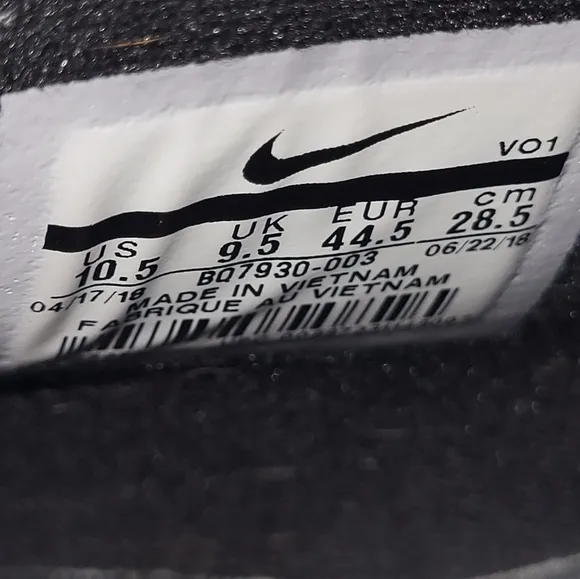 VO1
US UK EUR cm
10.5 9.5 44.5 28.5
04/17/18 BQ7930-003 06/22/18
MADE IN VIETNAM
FABRIQUE AU VIETNAM